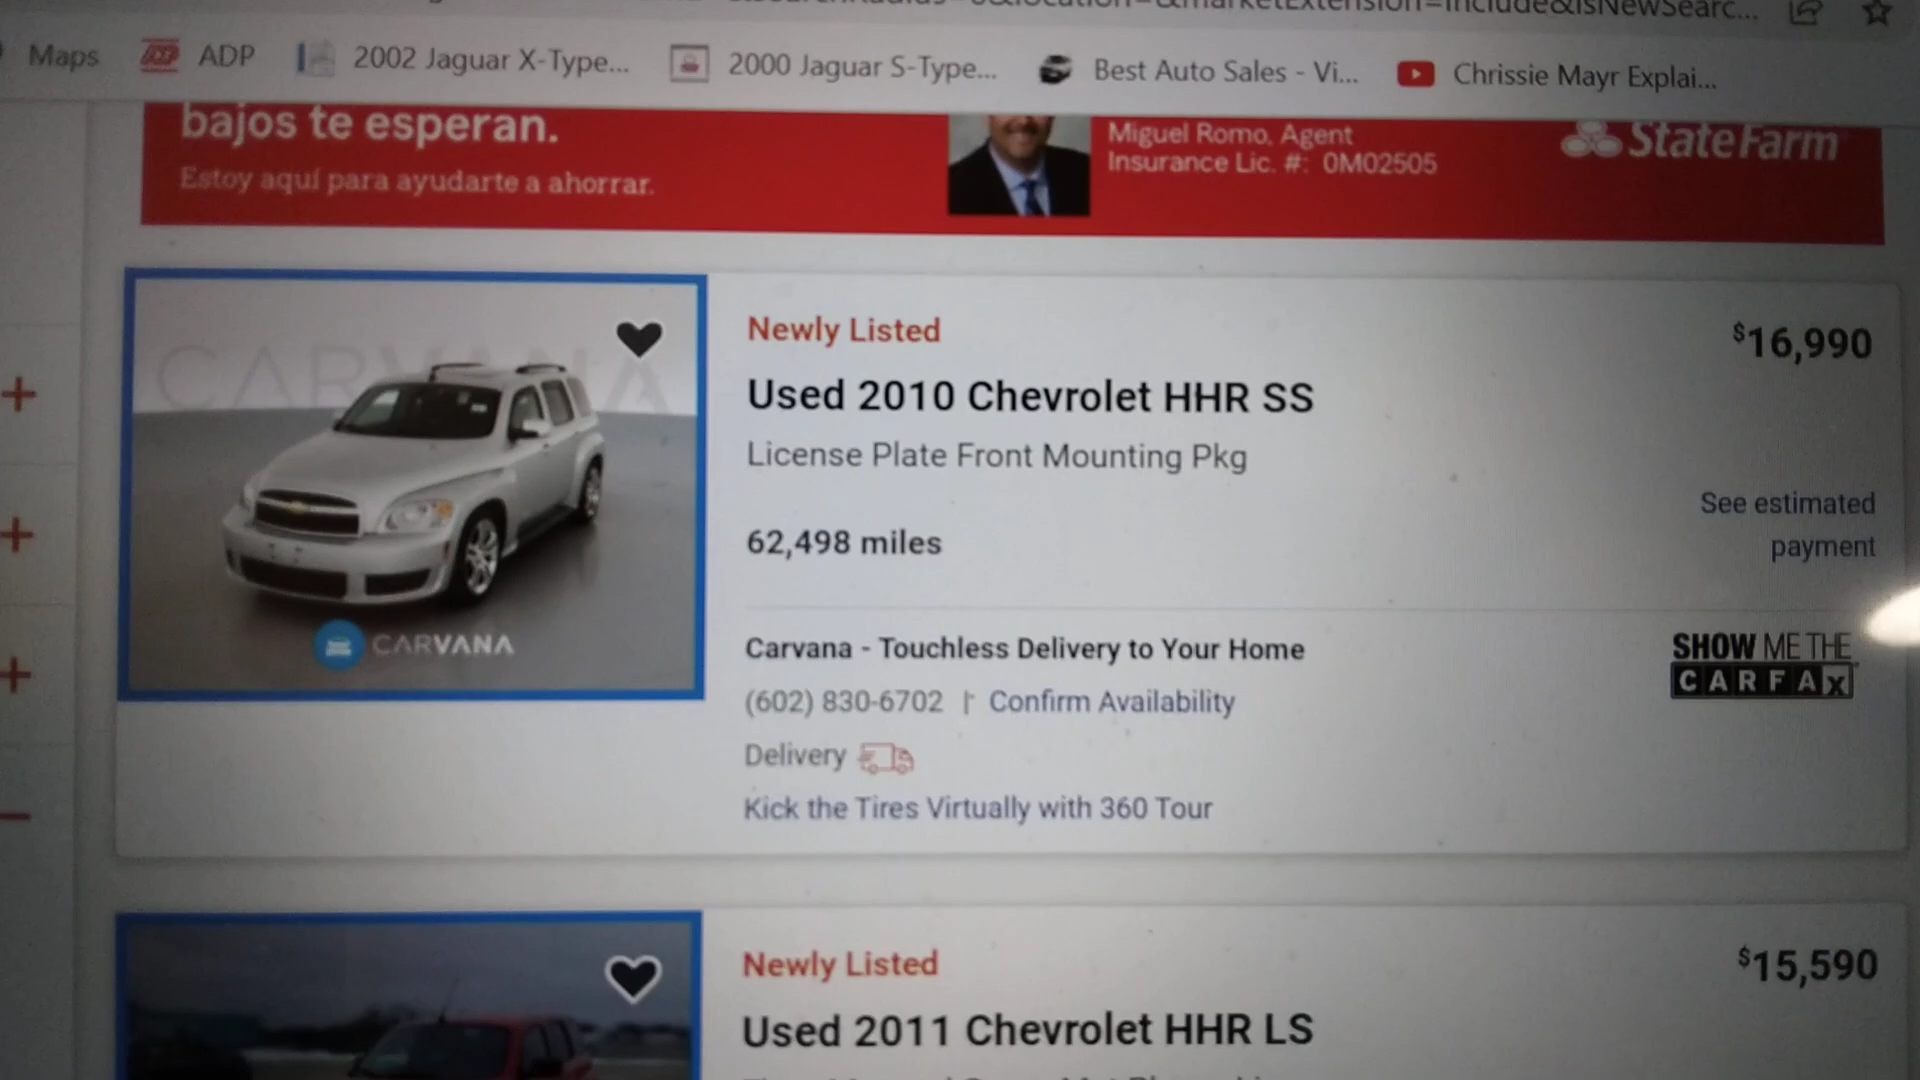 Maps ADP 2002 Jaguar X-Type... 2000 Jaguar S-Type... Best Auto Sales - Vi... Chrissie Mayr Explai...
bajos te esperan.
Estoy aquí para ayudarte a ahorrar.
Miguel Romo, Agent
Insurance Lic. #: 0M02505
StateFarm
CARVANA
CARVANA
Newly Listed
$16,990
Used 2010 Chevrolet HHR SS
License Plate Front Mounting Pkg
62,498 miles
See estimated
payment
Carvana - Touchless Delivery to Your Home
(602) 830-6702 | Confirm Availability
Delivery
Kick the Tires Virtually with 360 Tour
SHOW ME THE
CARFAX
Newly Listed
$15,590
Used 2011 Chevrolet HHR LS